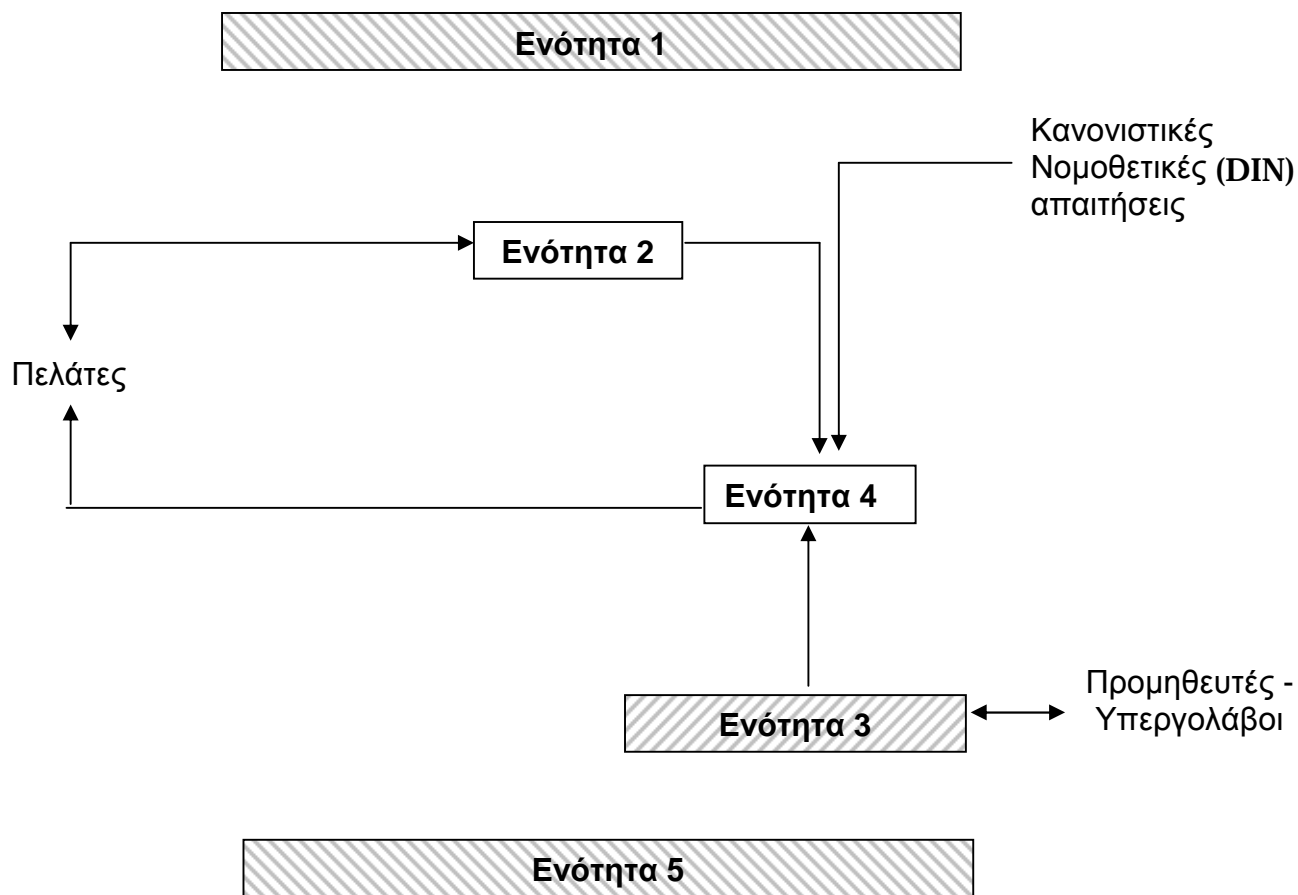 Ενότητα 1
Κανονιστικές
Νομοθετικές (DIN)
απαιτήσεις
Ενότητα 2
Πελάτες
Ενότητα 4
Προμηθευτές -
Υπεργολάβοι
Ενότητα 3
Ενότητα 5